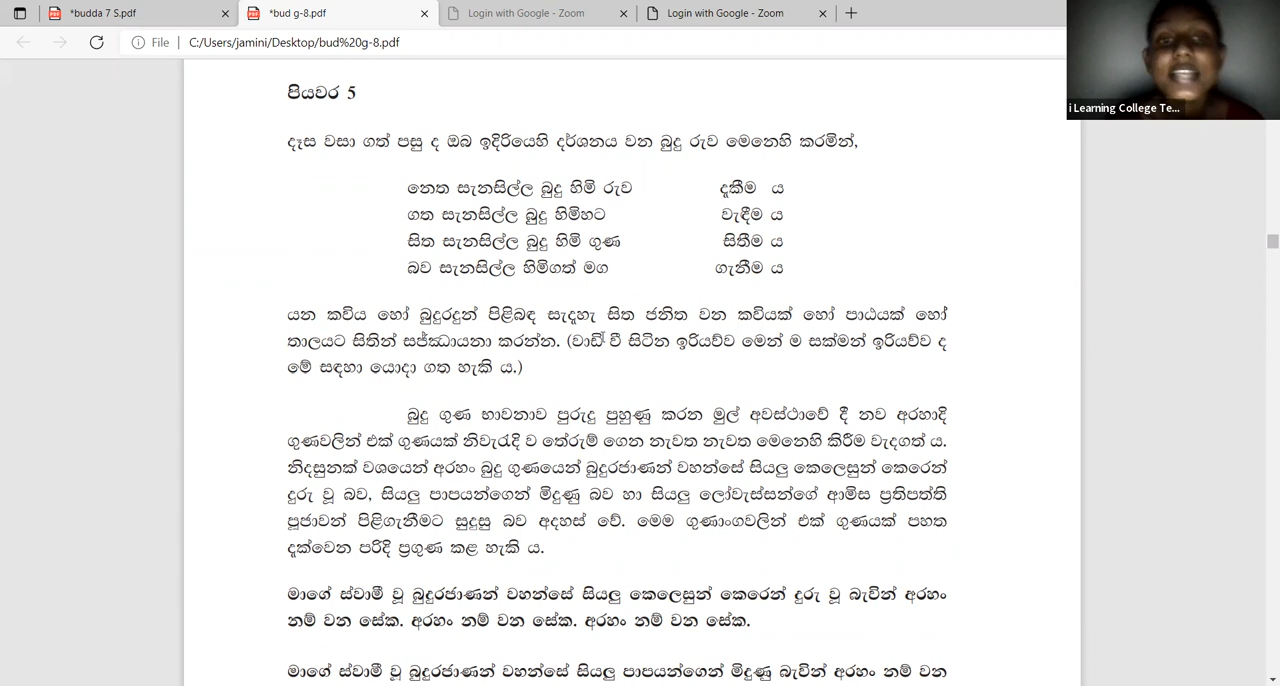 *budda 7 S.pdf
*bud g-8.pdf
Login with Google - Zoom
Login with Google - Zoom
File
C:/Users/jamini/Desktop/bud%20g-8.pdf
i Learning College Te...
පියවර 5
දෑස වසා ගත් පසු ද ඔබ ඉදිරියෙහි දර්ශනය වන බුදු රුව මෙනෙහි කරමින්,
නෙත සැනසිල්ල බුදු හිමි රුව දැකීම ය
ගත සැනසිල්ල බුදු හිමිහට වැඳීම ය
සිත සැනසිල්ල බුදු හිමි ගුණ සිතීම ය
බව සැනසිල්ල හිමිගත් මග ගැනීම ය
යන කවිය හෝ බුදුරදුන් පිළිබඳ සැදැහැ සිත ජනිත වන කවියක් හෝ පාඨයක් හෝ
තාලයට සිතින් සජ්ඣායනා කරන්න. (වාඩි වී සිටින ඉරියව්ව මෙන් ම සක්මන් ඉරියව්ව ද
මේ සඳහා යොදා ගත හැකි ය.)
බුදු ගුණ භාවනාව පුරුදු පුහුණු කරන මුල් අවස්ථාවේ දී නව අරහාදි
ගුණවලින් එක් ගුණයක් නිවැරැදි ව තේරුම් ගෙන නැවත නැවත මෙනෙහි කිරීම වැදගත් ය.
නිදසුනක් වශයෙන් අරහං බුදු ගුණයෙන් බුදුරජාණන් වහන්සේ සියලු කෙලෙසුන් කෙරෙන්
දුරු වූ බව, සියලු පාපයන්ගෙන් මිදුණු බව හා සියලු ලෝවැස්සන්ගේ ආමිස ප්‍රතිපත්ති
පූජාවන් පිළිගැනීමට සුදුසු බව අදහස් වේ. මෙම ගුණාංගවලින් එක් ගුණයක් පහත
දැක්වෙන පරිදි ප්‍රගුණ කළ හැකි ය.
මාගේ ස්වාමී වූ බුදුරජාණන් වහන්සේ සියලු කෙලෙසුන් කෙරෙන් දුරු වූ බැවින් අරහං
නම් වන සේක. අරහං නම් වන සේක. අරහං නම් වන සේක.
මාගේ ස්වාමී වූ බුදුරජාණන් වහන්සේ සියලු පාපයන්ගෙන් මිදුණු බැවින් අරහං නම් වන